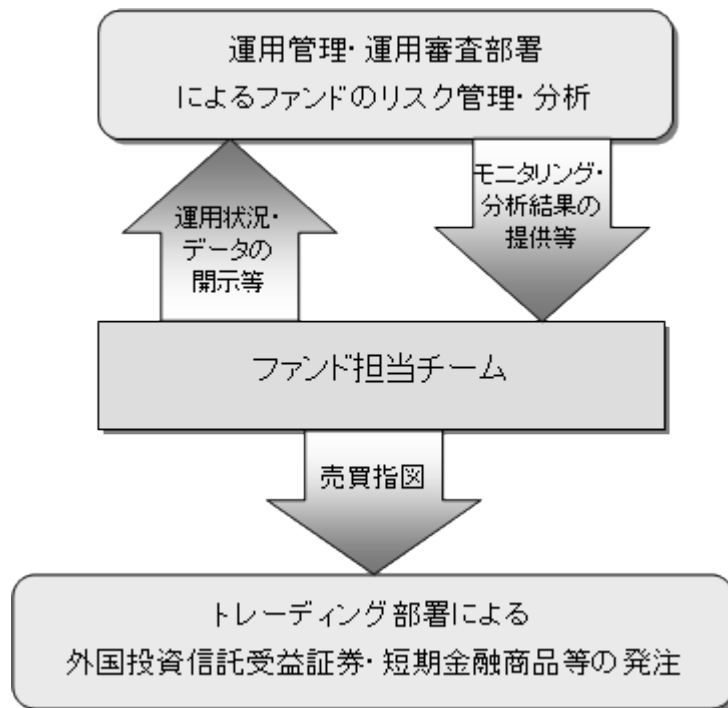 運用管理・運用審査部署
によるファンドのリスク管理・分析
運用状況・
データの
開示等
モニタリング・
分析結果の
提供等
ファンド担当チーム
売買指図
トレーディング部署による
外国投資信託受益証券・短期金融商品等の発注